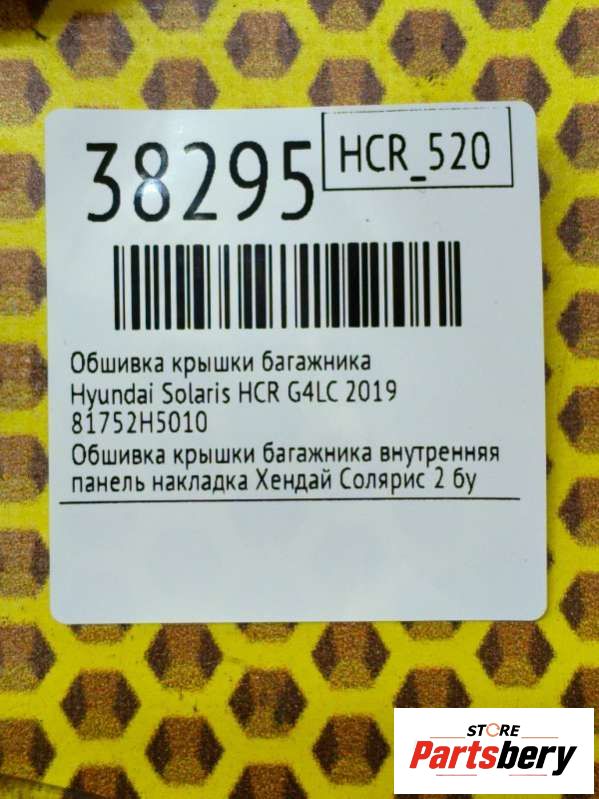 38295
HCR_520
Обшивка крышки багажника
Hyundai Solaris HCR G4LC 2019
81752H5010
Обшивка крышки багажника внутренняя
панель накладка Хендай Солярис 2 бу
STORE
Partsbery